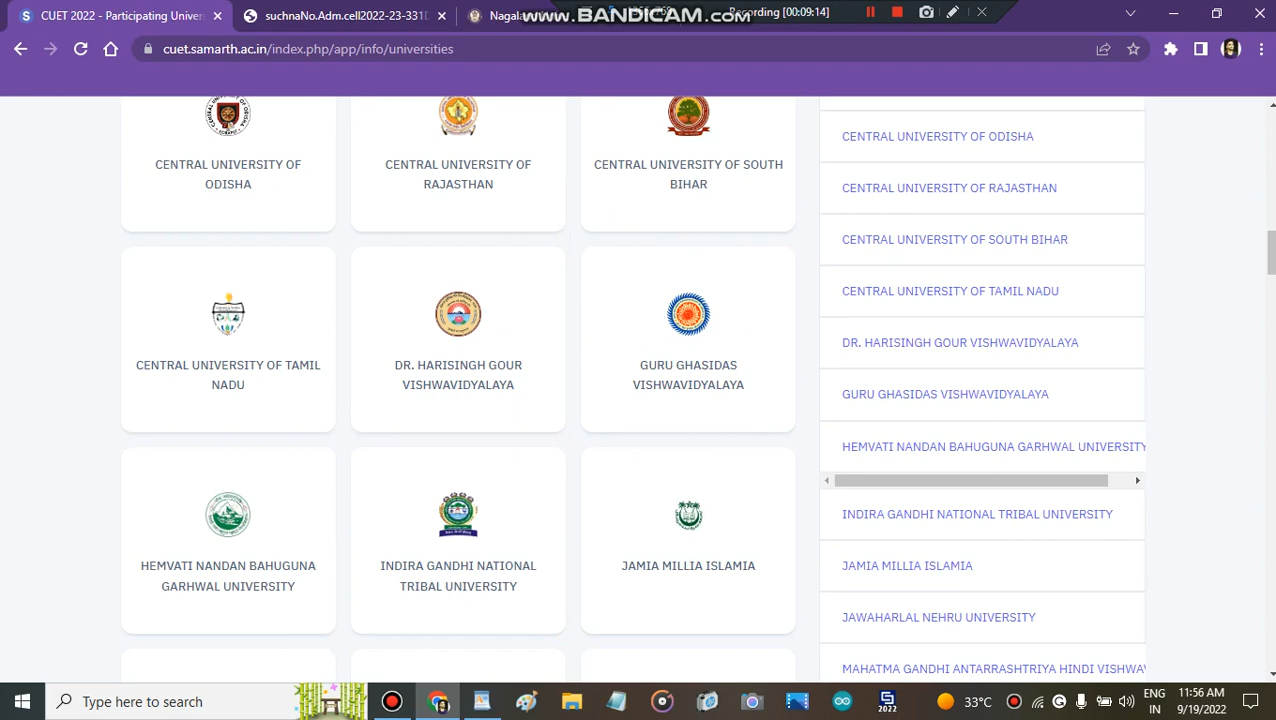 CUET 2022 - Participating Univers
suchnaNo.Adm.cell2022-23-331D
Nagal
www.BANDICAM.com
Recording [00:09:14]
cuet.samarth.ac.in/index.php/app/info/universities
CENTRAL UNIVERSITY OF
ODISHA
CENTRAL UNIVERSITY OF
RAJASTHAN
CENTRAL UNIVERSITY OF SOUTH
BIHAR
CENTRAL UNIVERSITY OF TAMIL
NADU
DR. HARISINGH GOUR
VISHWAVIDYALAYA
GURU GHASIDAS
VISHWAVIDYALAYA
HEMVATI NANDAN BAHUGUNA
GARHWAL UNIVERSITY
INDIRA GANDHI NATIONAL
TRIBAL UNIVERSITY
JAMIA MILLIA ISLAMIA
CENTRAL UNIVERSITY OF ODISHA
CENTRAL UNIVERSITY OF RAJASTHAN
CENTRAL UNIVERSITY OF SOUTH BIHAR
CENTRAL UNIVERSITY OF TAMIL NADU
DR. HARISINGH GOUR VISHWAVIDYALAYA
GURU GHASIDAS VISHWAVIDYALAYA
HEMVATI NANDAN BAHUGUNA GARHWAL UNIVERSITY
INDIRA GANDHI NATIONAL TRIBAL UNIVERSITY
JAMIA MILLIA ISLAMIA
JAWAHARLAL NEHRU UNIVERSITY
MAHATMA GANDHI ANTARRASHTRIYA HINDI VISHWAV
Type here to search
2022
33°C
ENG
IN
11:56 AM
9/19/2022